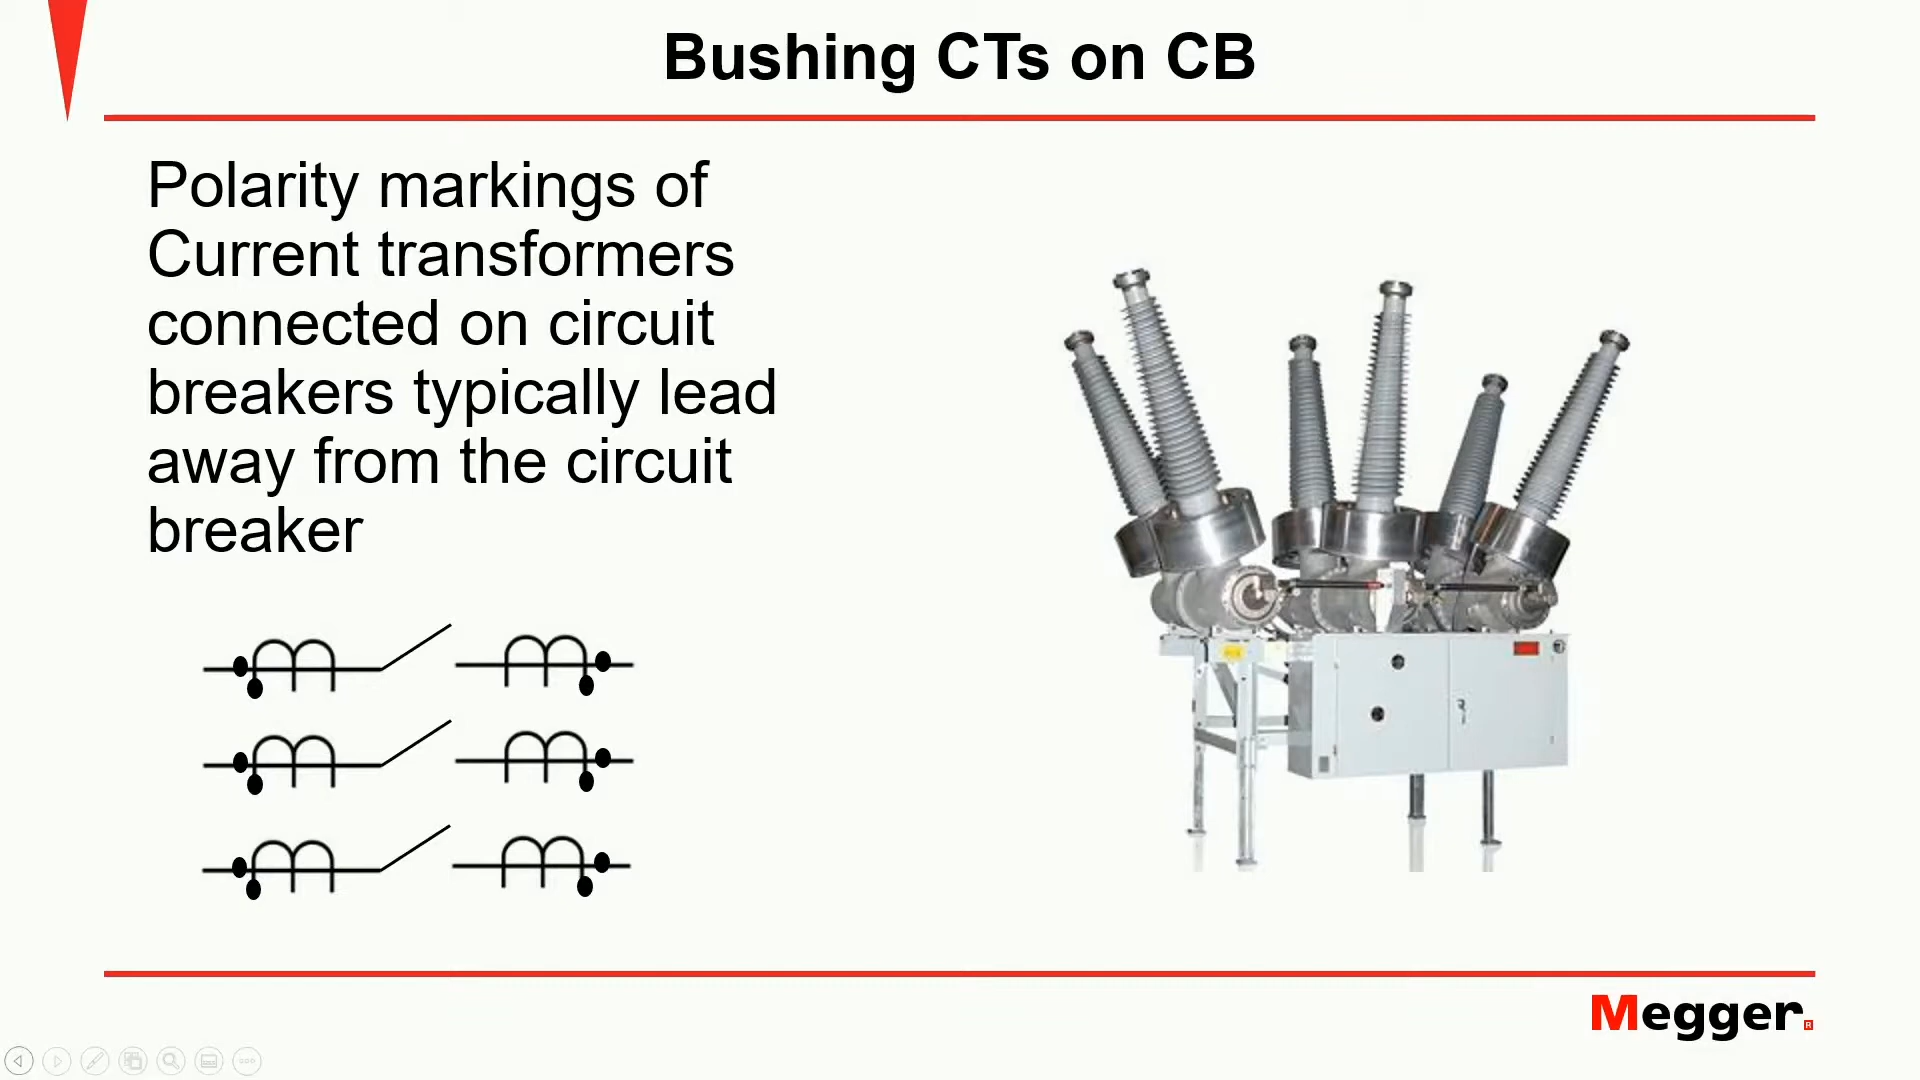 Bushing CTs on CB
Polarity markings of
Current transformers
connected on circuit
breakers typically lead
away from the circuit
breaker
Megger